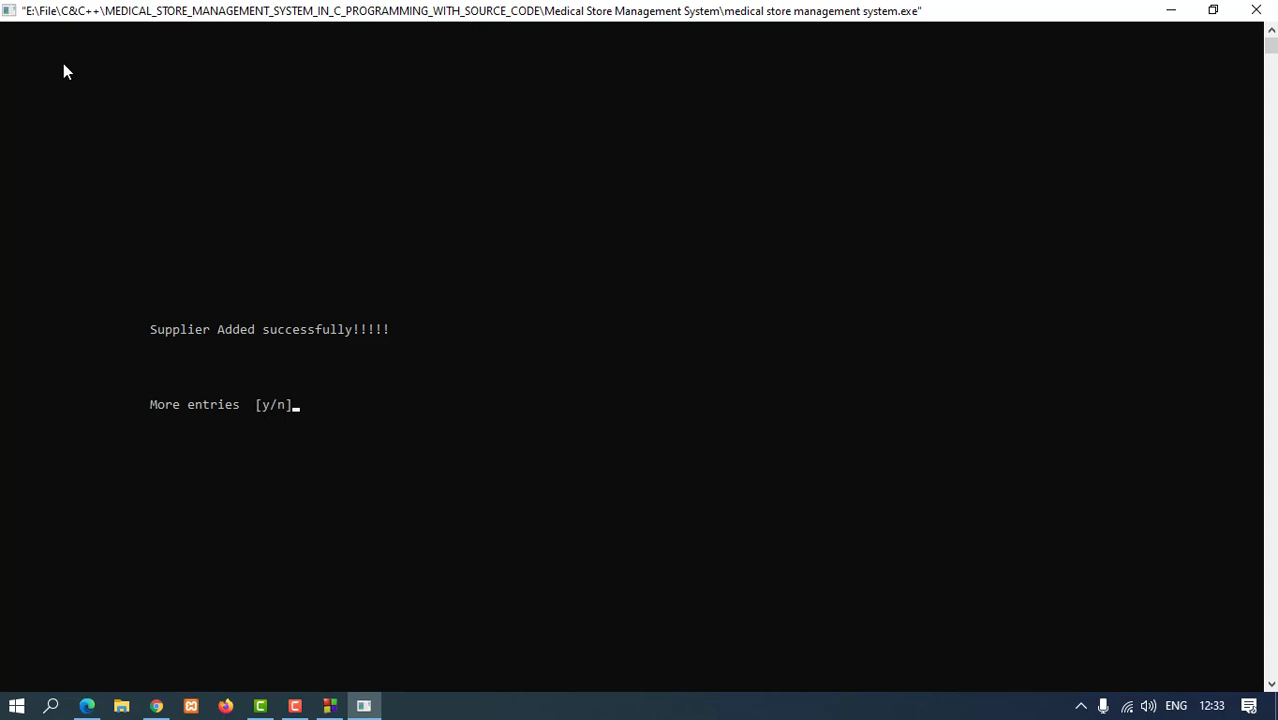 "E:\File\C&C++\MEDICAL_STORE_MANAGEMENT_SYSTEM_IN_C_PROGRAMMING_WITH_SOURCE_CODE\Medical Store Management System\medical store management system.exe"
Supplier Added successfully!!!!!
More entries  [y/n]
ENG
12:33